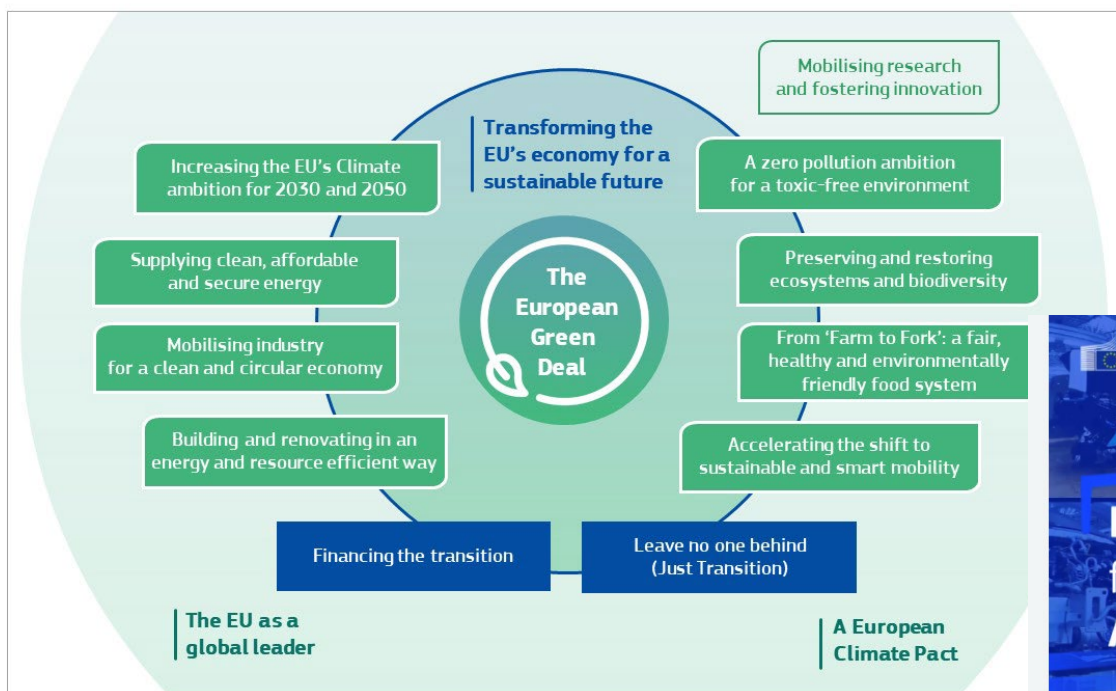 Mobilising research
and fostering innovation
Transforming the
EU's economy for a
sustainable future
Increasing the EU's Climate
ambition for 2030 and 2050
A zero pollution ambition
for a toxic-free environment
Supplying clean, affordable
and secure energy
Preserving and restoring
ecosystems and biodiversity
The
European
Green
Deal
Mobilising industry
for a clean and circular economy
From ‘Farm to Fork’: a fair,
healthy and environmentally
friendly food system
Building and renovating in an
energy and resource efficient way
Accelerating the shift to
sustainable and smart mobility
Financing the transition
Leave no one behind
(Just Transition)
The EU as a
global leader
A European
Climate Pact